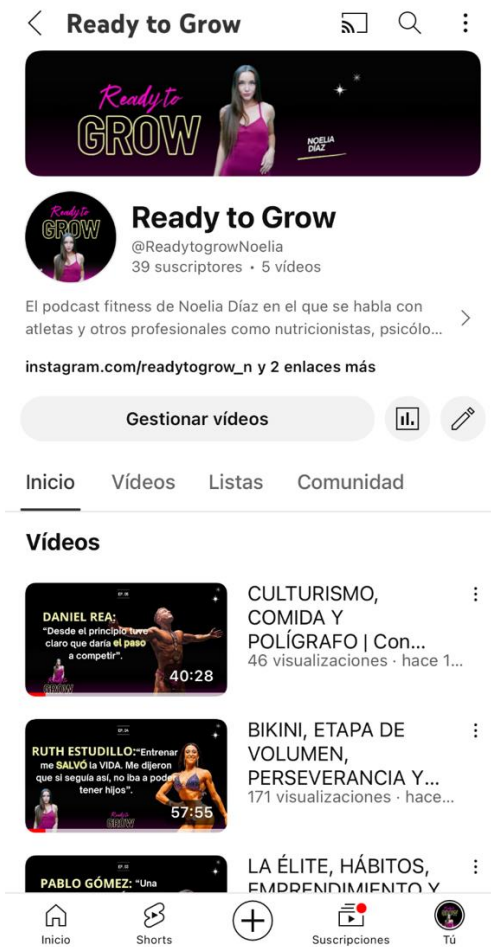 Ready to Grow
Ready to
GROW
NOELIA
DÍAZ
Ready to
GROW
Ready to Grow
@ReadytogrowNoelia
39 suscriptores • 5 vídeos
El podcast fitness de Noelia Díaz en el que se habla con
atletas y otros profesionales como nutricionistas, psicólo...
instagram.com/readytogrow_n y 2 enlaces más
Gestionar vídeos
Inicio
Vídeos
Listas
Comunidad
Vídeos
DANIEL REA:
"Desde el principio tuve
claro que daría el paso
a competir".
GROW
40:28
CULTURISMO,
COMIDA Y
POLÍGRAFO | Con...
46 visualizaciones · hace 1...
RUTH ESTUDILLO:"Entrenar
me SALVÓ la VIDA. Me dijeron
que si seguía así, no iba a poder
tener hijos".
Ready to
GROW
57:55
BIKINI, ETAPA DE
VOLUMEN,
PERSEVERANCIA Y...
171 visualizaciones · hace...
PABLO GÓMEZ: "Una
LA ÉLITE, HÁBITOS,
EMPRENDIMIENTO Y
Inicio
Shorts
Suscripciones
Tú